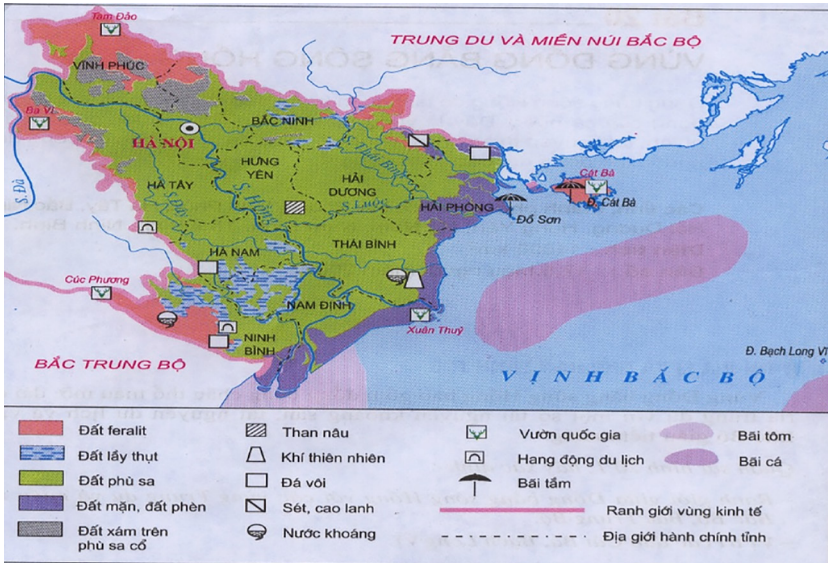 Tam Đảo
TRUNG DU VÀ MIỀN NÚI BẮC BỘ
VĨNH PHÚC
Ba Vì
BẮC NINH
HÀ NỘI
S. Đà
S. Thái Bình
HƯNG YÊN
HẢI DƯƠNG
Cát Bà
HÀ TÂY
S. Đáy
S. Hồng
S. Luộc
HẢI PHÒNG
Đ. Cát Bà
Đồ Sơn
THÁI BÌNH
HÀ NAM
Cúc Phương
NAM ĐỊNH
Xuân Thuỷ
NINH BÌNH
BẮC TRUNG BỘ
Đ. Bạch Long Vĩ
VỊNH BẮC BỘ
Đất feralit
Đất lầy thụt
Đất phù sa
Đất mặn, đất phèn
Đất xám trên
phù sa cổ
Than nâu
Khí thiên nhiên
Đá vôi
Sét, cao lanh
Nước khoáng
Vườn quốc gia
Hang động du lịch
Bãi tắm
Bãi tôm
Bãi cá
Ranh giới vùng kinh tế
Địa giới hành chính tỉnh